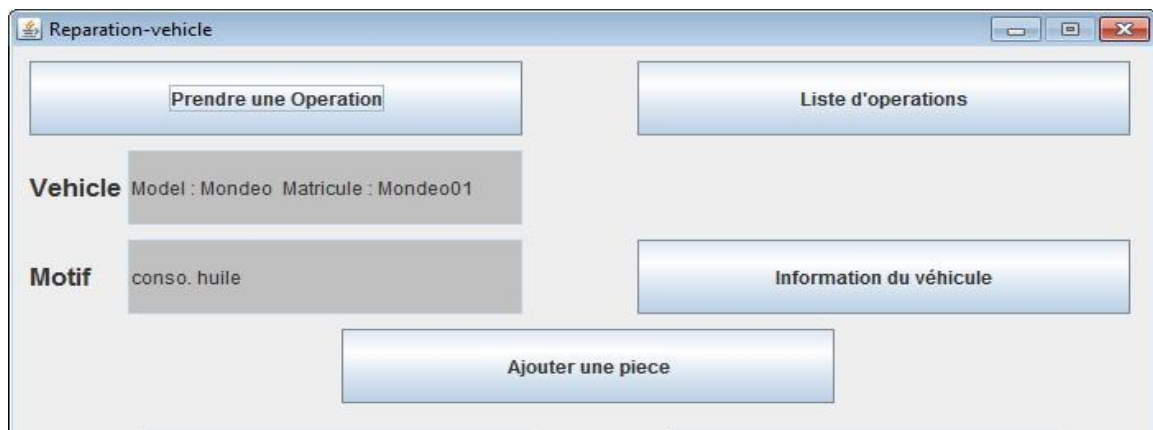 Reparation-vehicle
Prendre une Operation
Liste d'operations
Vehicle Model : Mondeo Matricule : Mondeo01
Motif conso. huile
Information du véhicule
Ajouter une piece